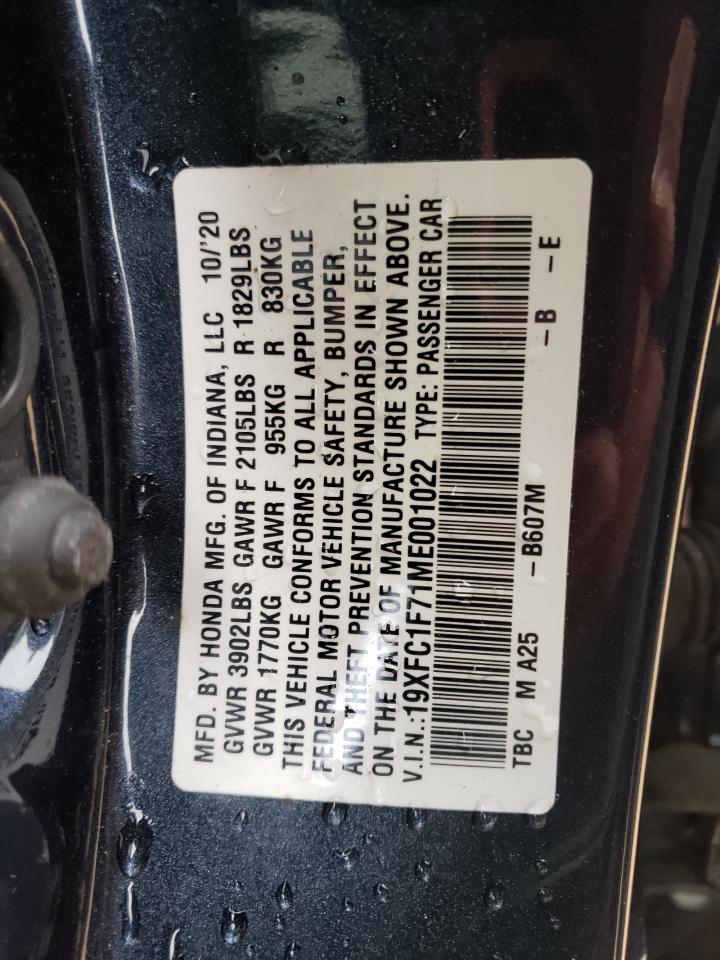 MFD. BY HONDA MFG. OF INDIANA, LLC 10/'20
GVWR 3902LBS GAWR F 2105LBS R 1829LBS
GVWR 1770KG GAWR F 955KG R 830KG
THIS VEHICLE CONFORMS TO ALL APPLICABLE
FEDERAL MOTOR VEHICLE SAFETY, BUMPER,
AND THEFT PREVENTION STANDARDS IN EFFECT
ON THE DATE OF MANUFACTURE SHOWN ABOVE.
V.I.N.:19XFC1F71ME001022 TYPE: PASSENGER CAR
TBC M A25 -B607M -B -E